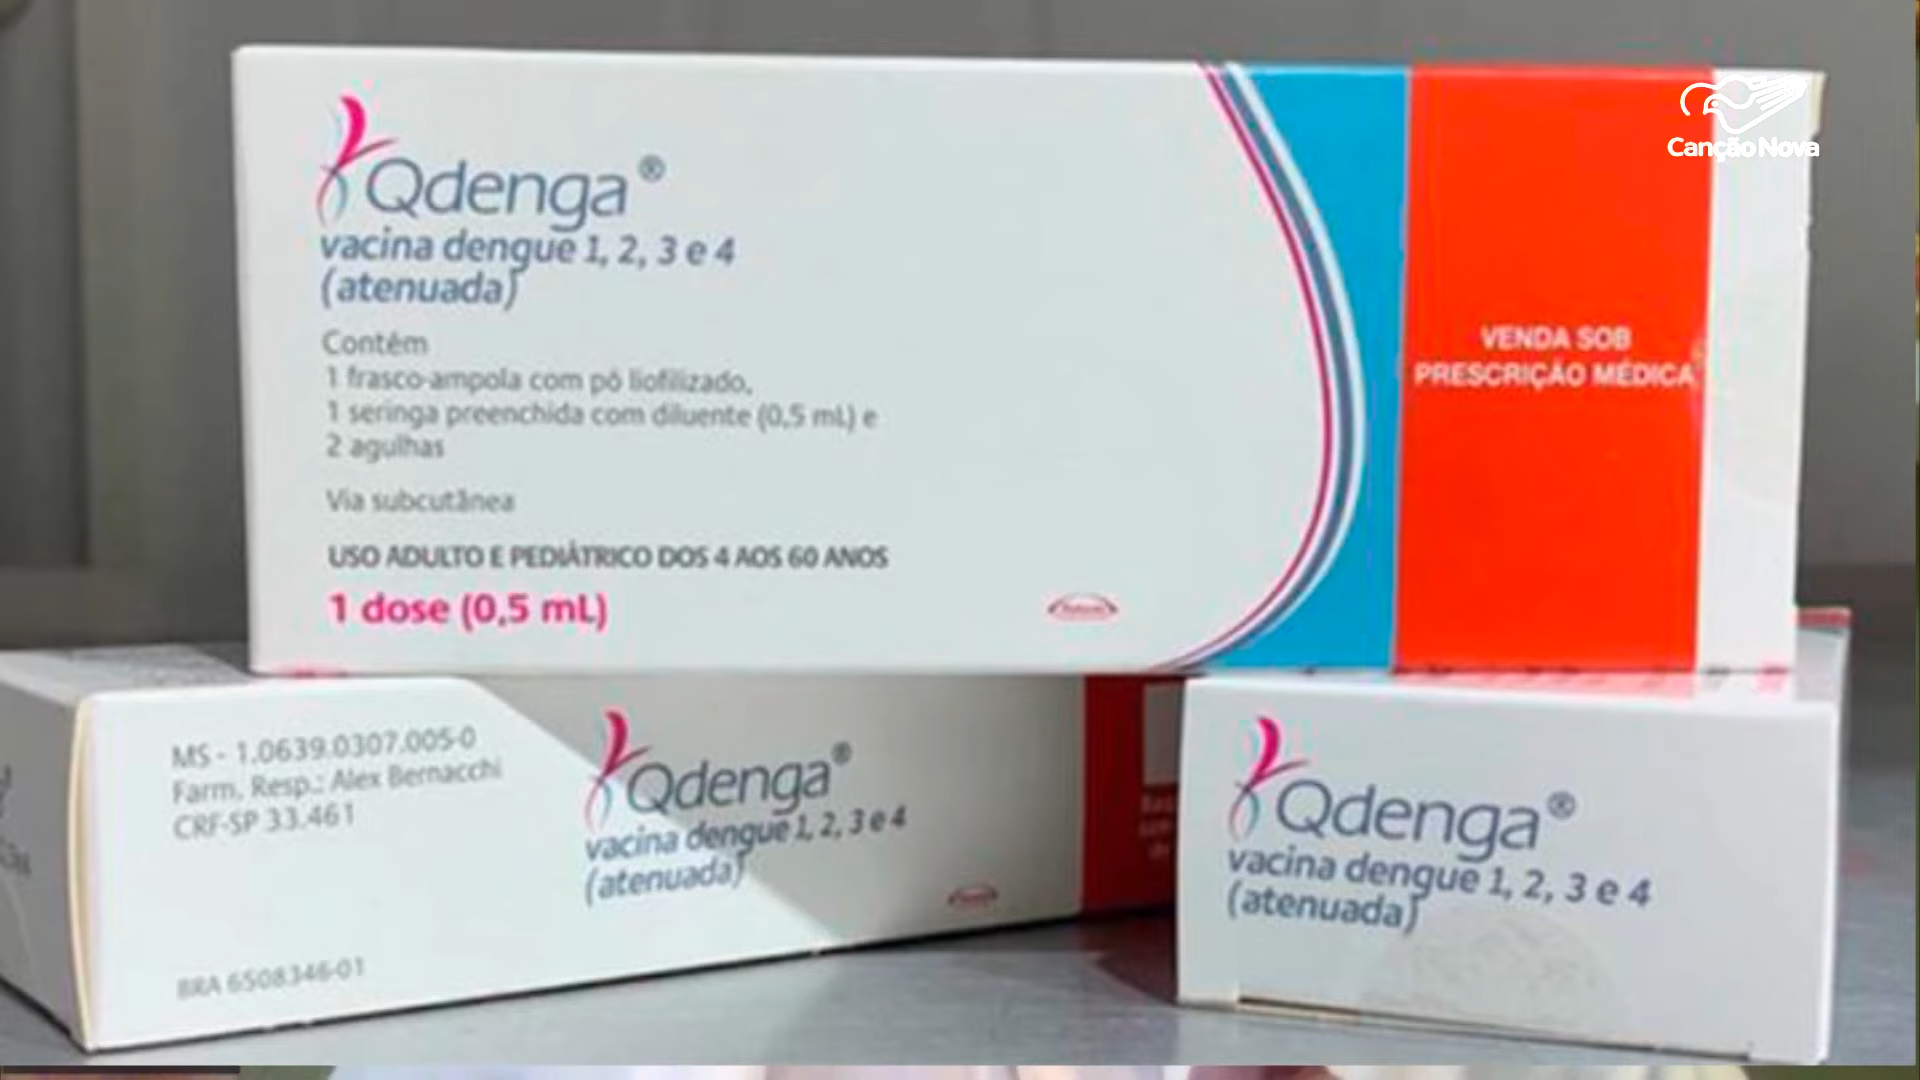 Canção Nova
Qdenga®
vacina dengue 1, 2, 3 e 4
(atenuada)
Contém
1 frasco-ampola com pó liofilizado,
1 seringa preenchida com diluente (0,5 mL) e
2 agulhas
Via subcutânea
USO ADULTO E PEDIÁTRICO DOS 4 AOS 60 ANOS
1 dose (0,5 mL)
VENDA SOB
PRESCRIÇÃO MÉDICA
MS - 1.0639.0307.005-0
Farm. Resp.: Alex Bernacchi
CRF-SP 33.461
BRA 6508346-01
Qdenga®
vacina dengue 1, 2, 3 e 4
(atenuada)
Qdenga®
vacina dengue 1, 2, 3 e 4
(atenuada)